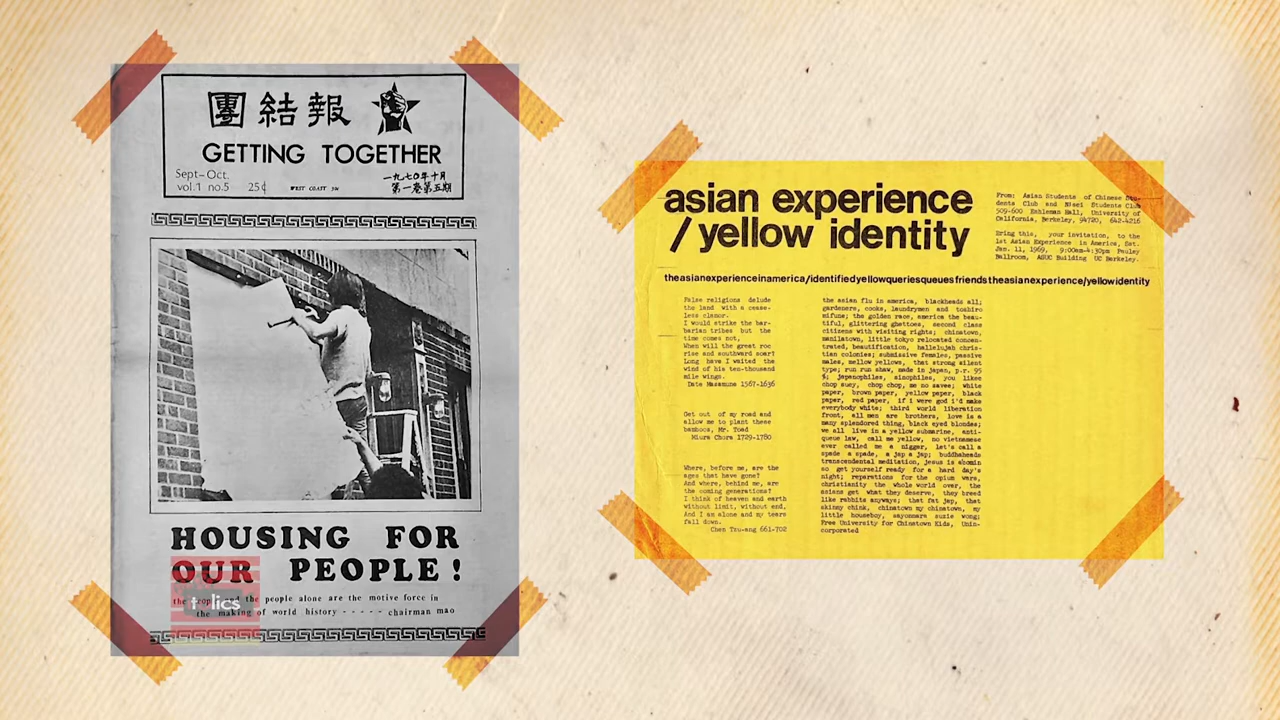 團結報
GETTING TOGETHER
Sept-Oct.
vol.1 no.5 25¢ WEST COAST
一九七〇年十月
第一卷第五期
HOUSING FOR
OUR PEOPLE!
the people alone are the motive force in
the making of world history ----- chairman mao
asian experience
/yellow identity
From: Asian Students of Chinese Stu-
dents Club and Nisei Students Club
509-600 Eshleman Hall, University of
California, Berkeley, 94720, 642-4216
Bring this, your invitation, to the
1st Asian Experience in America, Sat.
Jan. 11, 1969, 9:00am-4:30pm Pauley
Ballroom, ASUC Building UC Berkeley.
theasianexperienceinamerica/identifiedyellowqueriesqueuesfriendstheasianexperience/yellowidentity
False religions delude
the land with a cease-
less clamor.
I would strike the bar-
barian tribes but the
time comes not,
When will the great roc
rise and southward soar?
Long have I waited the
wind of his ten-thousand
mile wings.
Date Masamune 1567-1636
Get out of my road and
allow me to plant these
bamboos, Mr. Toad
Miura Chora 1729-1780
Where, before me, are the
ages that have gone?
And where, behind me, are
the coming generations?
I think of heaven and earth
without limit, without end,
And I am alone and my tears
fall down.
Chen Tzu-ang 661-702
the asian flu in america, blackheads all;
gardeners, cooks, laundrymen and toshiro
mifune; the golden race, america the beau-
tiful, glittering ghettoes, second class
citizens with visiting rights; chinatown,
manilatown, little tokyo relocated concen-
trated, beautification, hallelujah chris-
tian colonies; submissive females, passive
males, mellow yellows, that strong silent
type; run run shaw, made in japan, p.r. 95
%; japanophiles, sinophiles, you likee
chop suey, chop chop, me no savee; white
paper, brown paper, yellow peper, black
paper, red paper, if i were god i'd make
everybody white; third world liberation
front, all men are brothers, love is a
many splendored thing, black eyed blondes;
we all live in a yellow submarine, anti-
queue law, call me yellow, no vietnamese
ever called me a nigger, let's call a
spade a spade, a jap a jap; buddhaheads
transcendental meditation, jesus is abomin
so get yourself ready for a hard day's
night; reparations for the opium wars,
christianity the whole world over, the
asians get what they deserve, they breed
like rabbits anyways; that fat jep, that
skinny chink, chinatown my chinatown, my
little houseboy, sayonnara suzie wong;
Free University for Chinatown Kids, Unin-
corporated